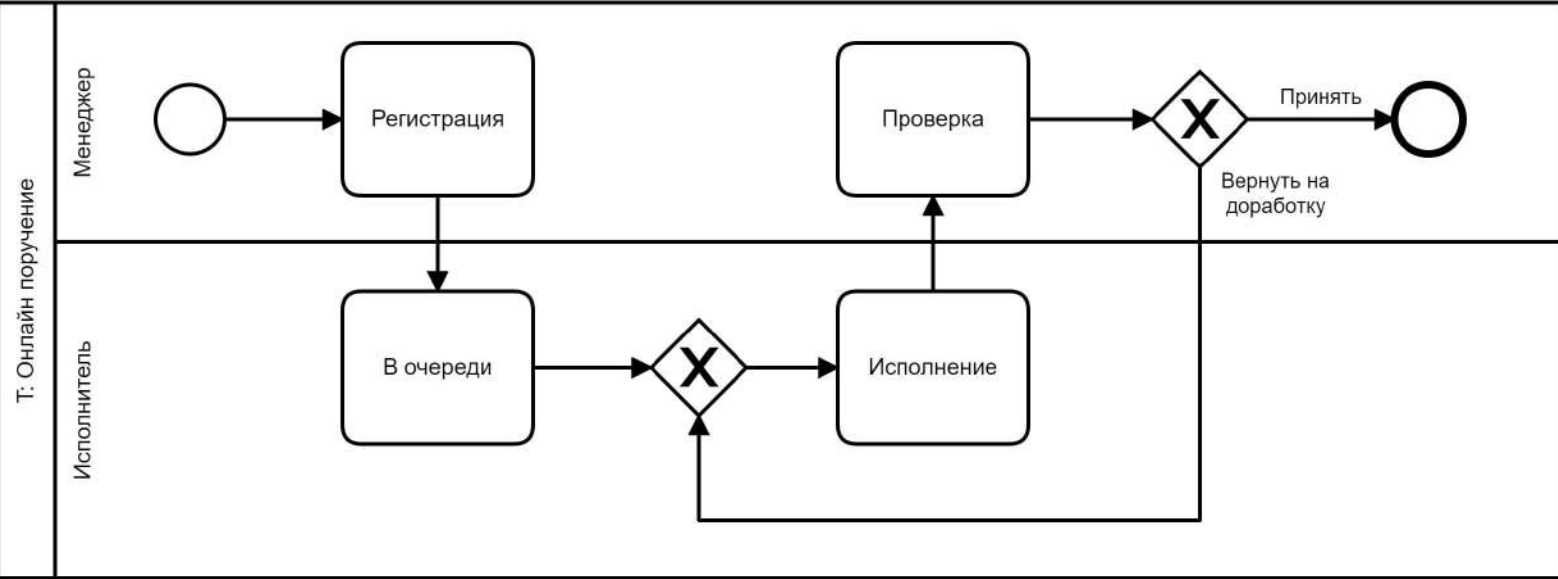 Т: Онлайн поручение
Менеджер
Регистрация
Проверка
X
Принять
Вернуть на
доработку
Исполнитель
В очереди
X
Исполнение